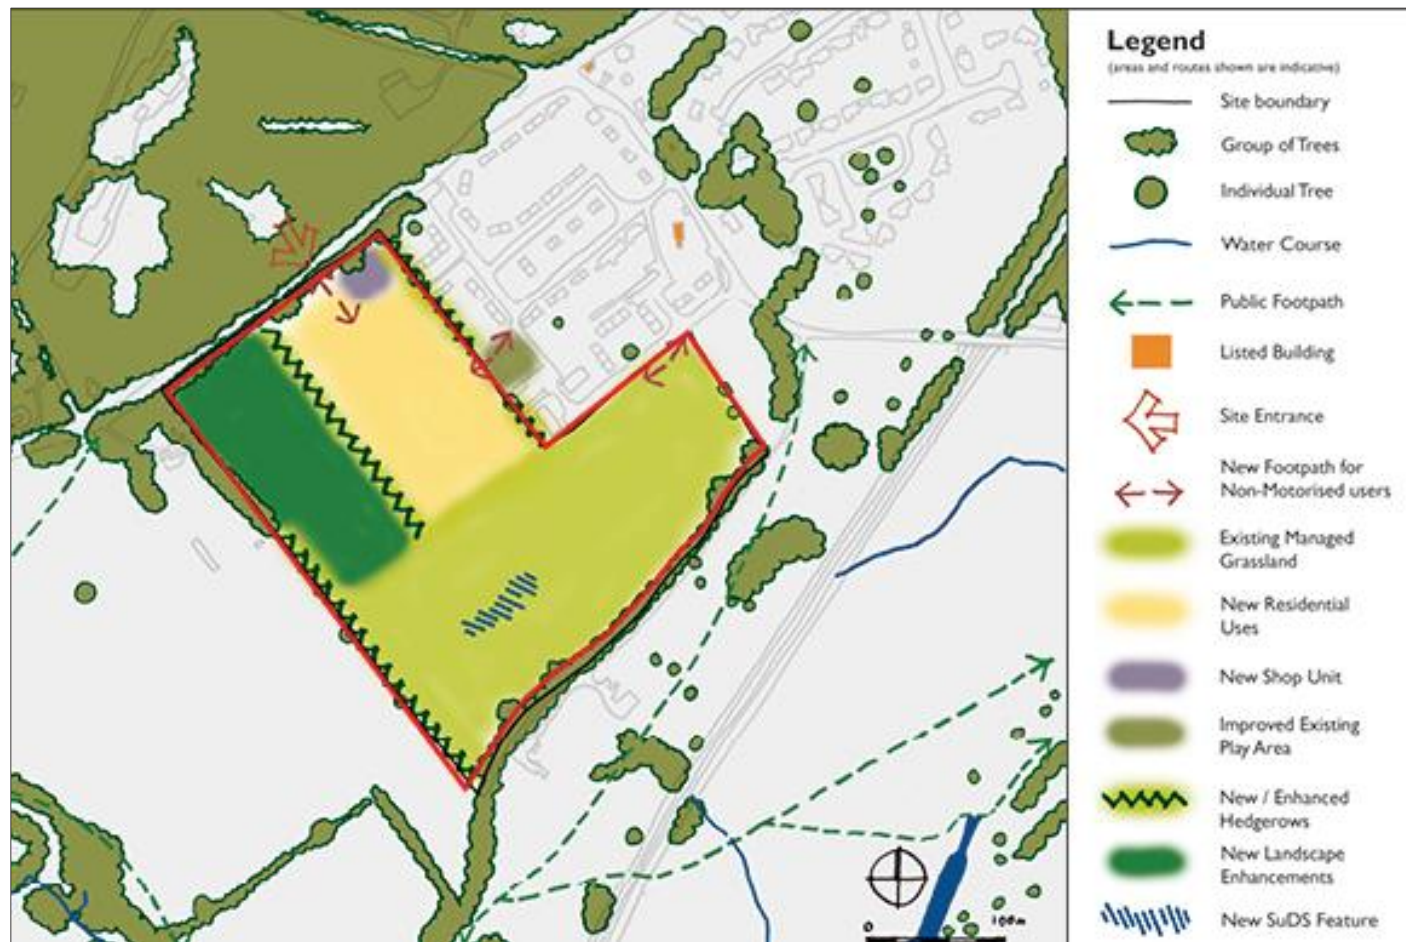 Legend
(areas and routes shown are indicative)
Site boundary
Group of Trees
Individual Tree
Water Course
Public Footpath
Listed Building
Site Entrance
New Footpath for
Non-Motorised users
Existing Managed
Grassland
New Residential
Uses
New Shop Unit
Improved Existing
Play Area
New / Enhanced
Hedgerows
New Landscape
Enhancements
New SuDS Feature
0 100m